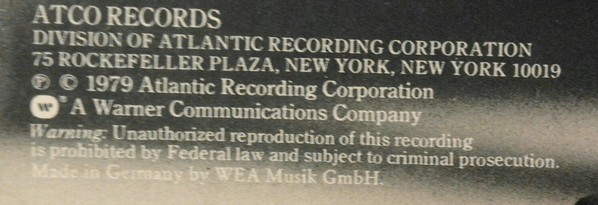 ATCO RECORDS
DIVISION OF ATLANTIC RECORDING CORPORATION
75 ROCKEFELLER PLAZA, NEW YORK, NEW YORK 10019
℗ © 1979 Atlantic Recording Corporation
w ® A Warner Communications Company
Warning: Unauthorized reproduction of this recording
is prohibited by Federal law and subject to criminal prosecution.
Made in Germany by WEA Musik GmbH.